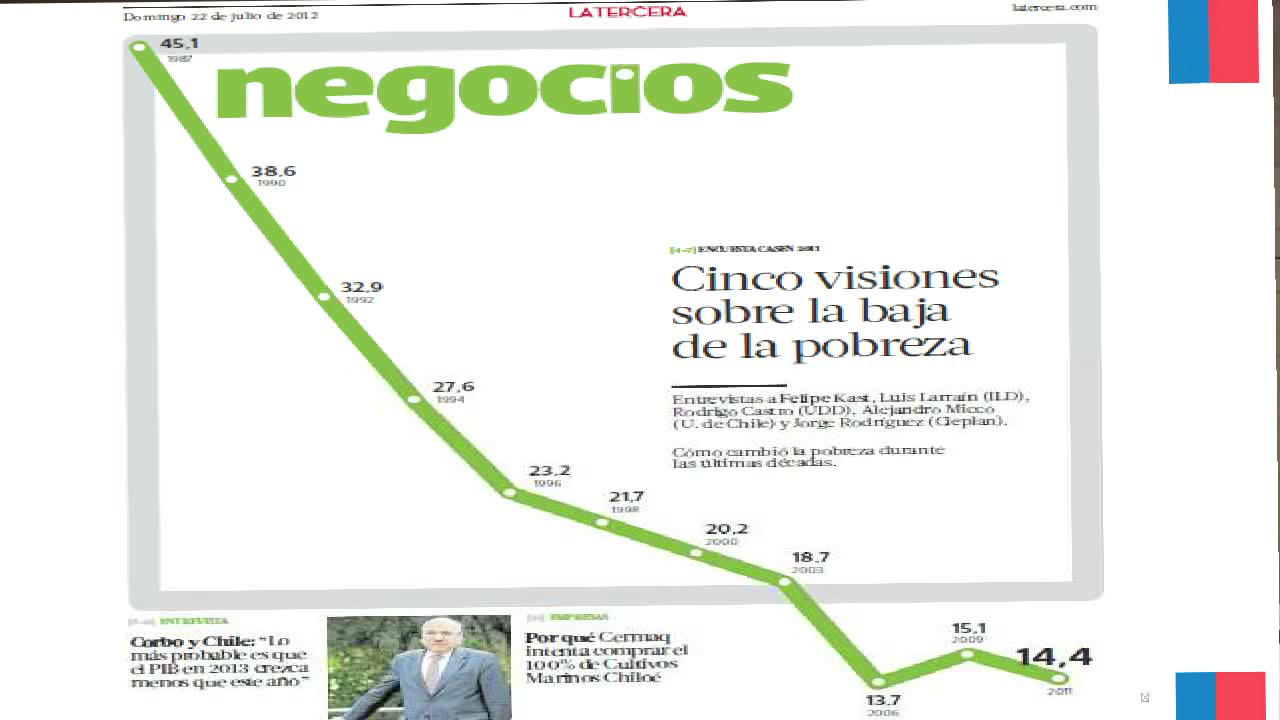 Domingo 22 de julio de 2012
LATERCERA
latercera.com
45,1
1987
negocios
38,6
1990
32,9
1992
27,6
1994
23,2
1996
21,7
1998
20,2
2000
18,7
2003
13,7
2006
15,1
2009
14,4
2011
[4-7] ENCUESTA CASEN 2011
Cinco visiones
sobre la baja
de la pobreza
Entrevistas a Felipe Kast, Luis Larraín (ILD),
Rodrigo Castro (UDD), Alejandro Micco
(U. de Chile) y Jorge Rodríguez (Cieplan).
Cómo cambió la pobreza durante
las últimas décadas.
ENTREVISTA
Corbo y Chile: “Lo
más probable es que
el PIB en 2013 crezca
menos que este año”
EMPRESAS
Por qué Cermaq
intenta comprar el
100% de Cultivos
Marinos Chiloé